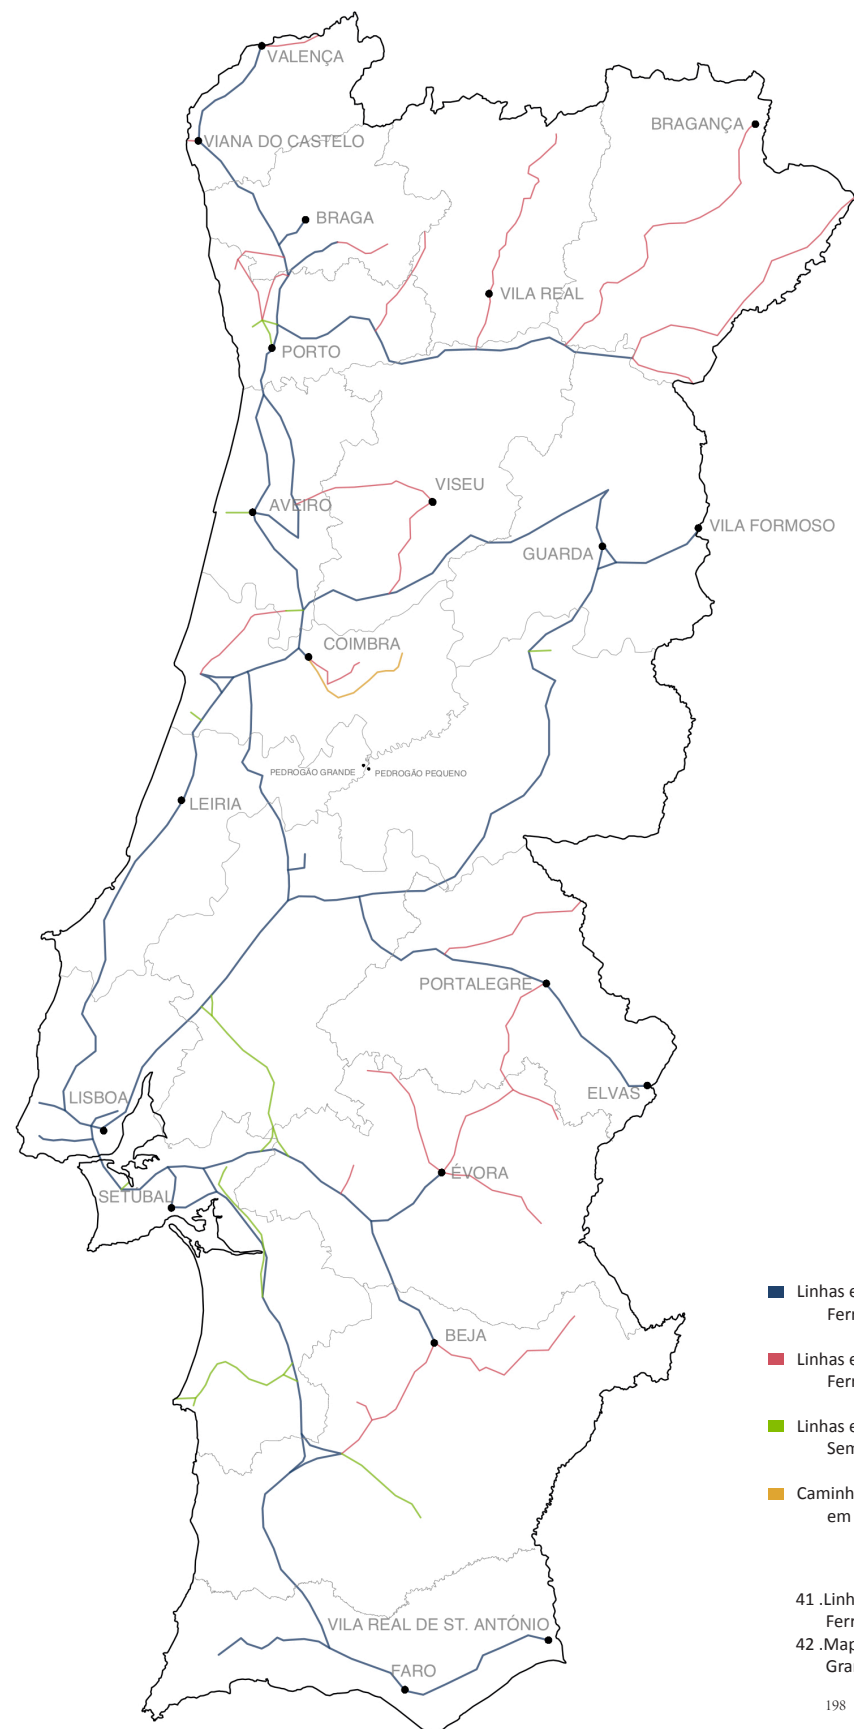 VALENÇA
BRAGANÇA
VIANA DO CASTELO
BRAGA
VILA REAL
PORTO
VISEU
AVEIRO
VILA FORMOSO
GUARDA
COIMBRA
PEDROGÃO GRANDE
PEDROGÃO PEQUENO
LEIRIA
PORTALEGRE
ELVAS
LISBOA
ÉVORA
SETÚBAL
Linhas e
Ferr
BEJA
Linhas e
Ferr
Linhas e
Sem
Caminh
em
41 .Linh
Ferr
VILA REAL DE ST. ANTÓNIO
42 .Map
Gra
FARO
198